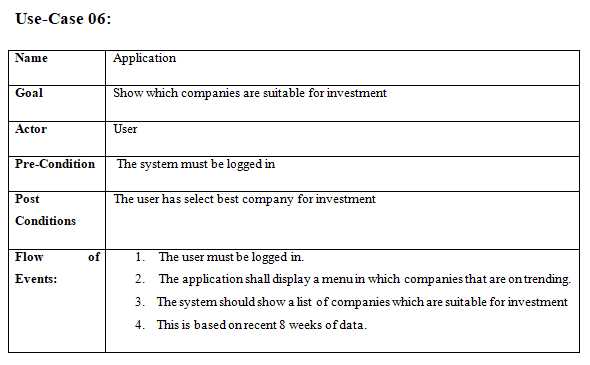 Use-Case 06:
Name Application
Goal Show which companies are suitable for investment
Actor User
Pre-Condition The system must be logged in
Post Conditions The user has select best company for investment
Flow of Events:
1. The user must be logged in.
2. The application shall display a menu in which companies that are on trending.
3. The system should show a list of companies which are suitable for investment
4. This is based on recent 8 weeks of data.